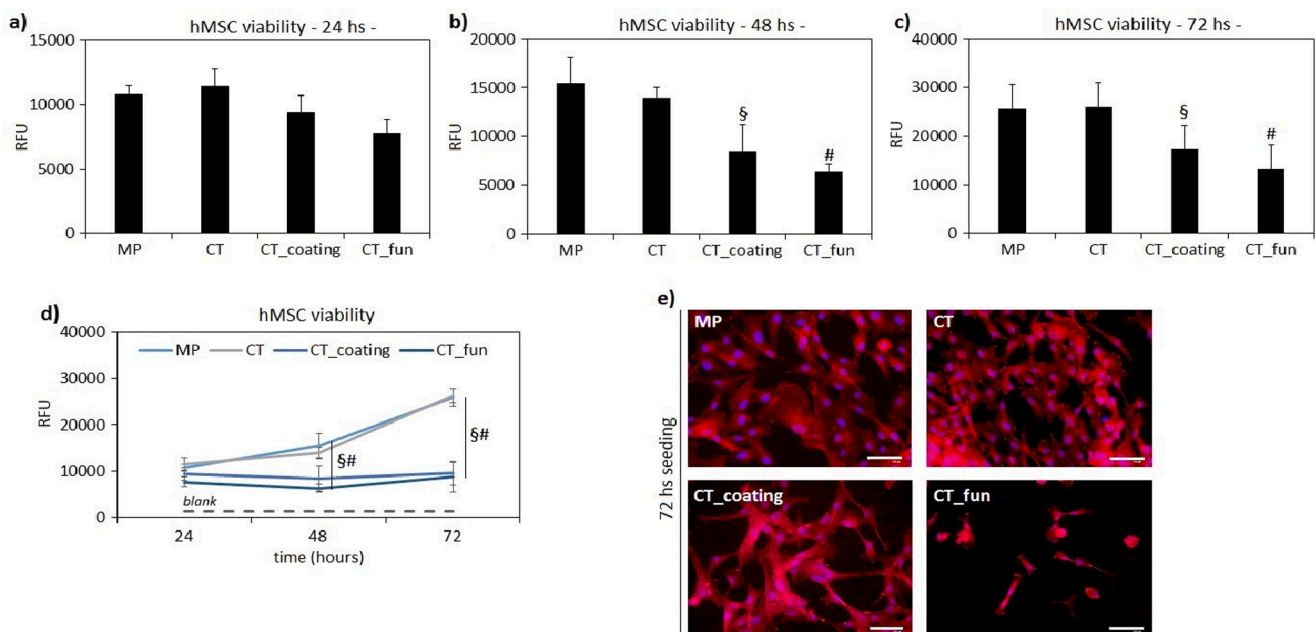 a)
hMSC viability - 24 hs -
15000
10000
5000
0
RFU
MP CT CT_coating CT_fun
b)
hMSC viability - 48 hs -
20000
15000
10000
5000
0
RFU
§
#
MP CT CT_coating CT_fun
c)
hMSC viability - 72 hs -
40000
30000
20000
10000
0
RFU
§
#
MP CT CT_coating CT_fun
d)
hMSC viability
40000
30000
20000
10000
0
RFU
MP CT CT_coating CT_fun
§#
§#
blank
24 48 72
time (hours)
e)
72 hs seeding
MP
CT
CT_coating
CT_fun